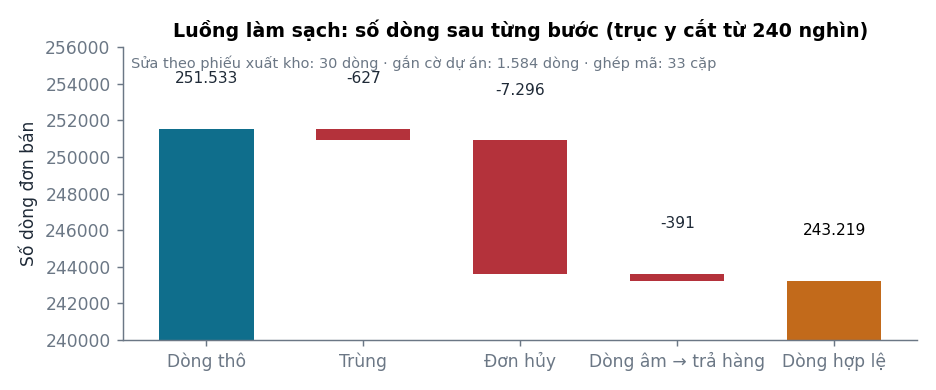 Luồng làm sạch: số dòng sau từng bước (trục y cắt từ 240 nghìn)
Sửa theo phiếu xuất kho: 30 dòng · gắn cờ dự án: 1.584 dòng · ghép mã: 33 cặp
Số dòng đơn bán
256000
254000
252000
250000
248000
246000
244000
242000
240000
251.533
-627
-7.296
-391
243.219
Dòng thô
Trùng
Đơn hủy
Dòng âm → trả hàng
Dòng hợp lệ